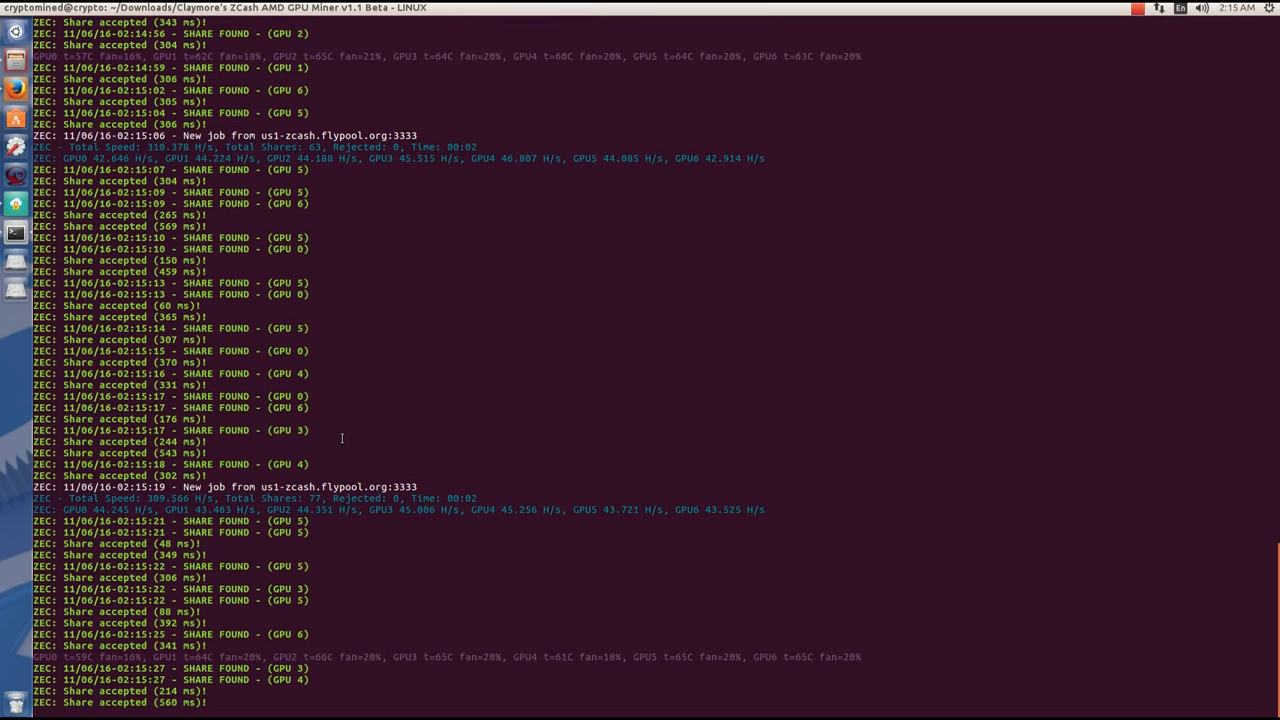 cryptomined@crypto: ~/Downloads/Claymore's ZCash AMD GPU Miner v1.1 Beta - LINUX
En
2:15 AM
ZEC: Share accepted (343 ms)!
ZEC: 11/06/16-02:14:56 - SHARE FOUND - (GPU 2)
ZEC: Share accepted (304 ms)!
GPU0 t=57C fan=16%, GPU1 t=62C fan=18%, GPU2 t=65C fan=21%, GPU3 t=64C fan=20%, GPU4 t=60C fan=20%, GPU5 t=64C fan=20%, GPU6 t=63C fan=20%
ZEC: 11/06/16-02:14:59 - SHARE FOUND - (GPU 1)
ZEC: Share accepted (306 ms)!
ZEC: 11/06/16-02:15:02 - SHARE FOUND - (GPU 6)
ZEC: Share accepted (305 ms)!
ZEC: 11/06/16-02:15:04 - SHARE FOUND - (GPU 5)
ZEC: Share accepted (306 ms)!
ZEC: 11/06/16-02:15:06 - New job from us1-zcash.flypool.org:3333
ZEC - Total Speed: 310.378 H/s, Total Shares: 63, Rejected: 0, Time: 00:02
ZEC: GPU0 42.646 H/s, GPU1 44.224 H/s, GPU2 44.188 H/s, GPU3 45.515 H/s, GPU4 46.807 H/s, GPU5 44.085 H/s, GPU6 42.914 H/s
ZEC: 11/06/16-02:15:07 - SHARE FOUND - (GPU 5)
ZEC: Share accepted (304 ms)!
ZEC: 11/06/16-02:15:09 - SHARE FOUND - (GPU 5)
ZEC: 11/06/16-02:15:09 - SHARE FOUND - (GPU 6)
ZEC: Share accepted (265 ms)!
ZEC: Share accepted (569 ms)!
ZEC: 11/06/16-02:15:10 - SHARE FOUND - (GPU 5)
ZEC: 11/06/16-02:15:10 - SHARE FOUND - (GPU 0)
ZEC: Share accepted (150 ms)!
ZEC: Share accepted (459 ms)!
ZEC: 11/06/16-02:15:13 - SHARE FOUND - (GPU 5)
ZEC: 11/06/16-02:15:13 - SHARE FOUND - (GPU 0)
ZEC: Share accepted (60 ms)!
ZEC: Share accepted (365 ms)!
ZEC: 11/06/16-02:15:14 - SHARE FOUND - (GPU 5)
ZEC: Share accepted (307 ms)!
ZEC: 11/06/16-02:15:15 - SHARE FOUND - (GPU 0)
ZEC: Share accepted (370 ms)!
ZEC: 11/06/16-02:15:16 - SHARE FOUND - (GPU 4)
ZEC: Share accepted (331 ms)!
ZEC: 11/06/16-02:15:17 - SHARE FOUND - (GPU 0)
ZEC: 11/06/16-02:15:17 - SHARE FOUND - (GPU 6)
ZEC: Share accepted (176 ms)!
ZEC: 11/06/16-02:15:17 - SHARE FOUND - (GPU 3)
ZEC: Share accepted (244 ms)!
ZEC: Share accepted (543 ms)!
ZEC: 11/06/16-02:15:18 - SHARE FOUND - (GPU 4)
ZEC: Share accepted (302 ms)!
ZEC: 11/06/16-02:15:19 - New job from us1-zcash.flypool.org:3333
ZEC - Total Speed: 309.566 H/s, Total Shares: 77, Rejected: 0, Time: 00:02
ZEC: GPU0 44.245 H/s, GPU1 43.463 H/s, GPU2 44.351 H/s, GPU3 45.006 H/s, GPU4 45.256 H/s, GPU5 43.721 H/s, GPU6 43.525 H/s
ZEC: 11/06/16-02:15:21 - SHARE FOUND - (GPU 5)
ZEC: 11/06/16-02:15:21 - SHARE FOUND - (GPU 5)
ZEC: Share accepted (48 ms)!
ZEC: Share accepted (349 ms)!
ZEC: 11/06/16-02:15:22 - SHARE FOUND - (GPU 5)
ZEC: Share accepted (306 ms)!
ZEC: 11/06/16-02:15:22 - SHARE FOUND - (GPU 3)
ZEC: 11/06/16-02:15:22 - SHARE FOUND - (GPU 5)
ZEC: Share accepted (88 ms)!
ZEC: Share accepted (392 ms)!
ZEC: 11/06/16-02:15:25 - SHARE FOUND - (GPU 6)
ZEC: Share accepted (341 ms)!
GPU0 t=59C fan=16%, GPU1 t=64C fan=20%, GPU2 t=66C fan=20%, GPU3 t=65C fan=20%, GPU4 t=61C fan=18%, GPU5 t=65C fan=20%, GPU6 t=65C fan=20%
ZEC: 11/06/16-02:15:27 - SHARE FOUND - (GPU 3)
ZEC: 11/06/16-02:15:27 - SHARE FOUND - (GPU 4)
ZEC: Share accepted (214 ms)!
ZEC: Share accepted (560 ms)!